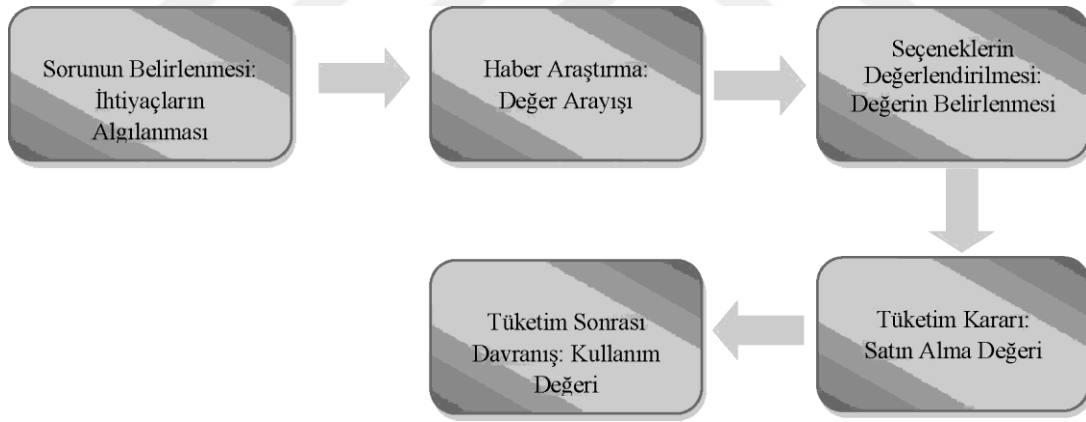 Sorunun Belirlenmesi:
İhtiyaçların
Algılanması
Haber Araştırma:
Değer Arayışı
Seçeneklerin
Değerlendirilmesi:
Değerin Belirlenmesi
Tüketim Kararı:
Satın Alma Değeri
Tüketim Sonrası
Davranış: Kullanım
Değeri